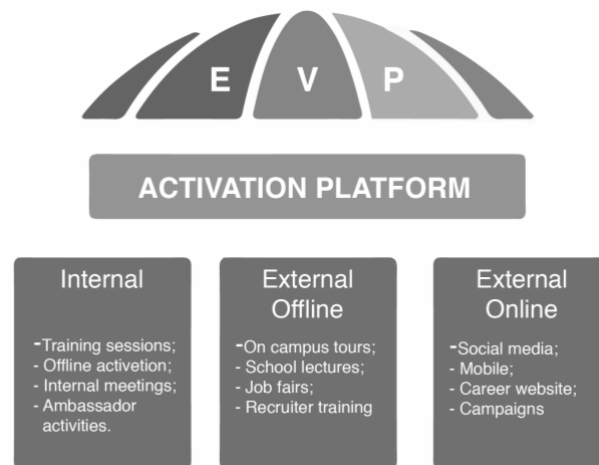 E V P
ACTIVATION PLATFORM
Internal
-Training sessions;
- Offline activetion;
- Internal meetings;
- Ambassador
activities.
External
Offline
-On campus tours;
- School lectures;
- Job fairs;
- Recruiter training
External
Online
-Social media;
- Mobile;
- Career website;
- Campaigns